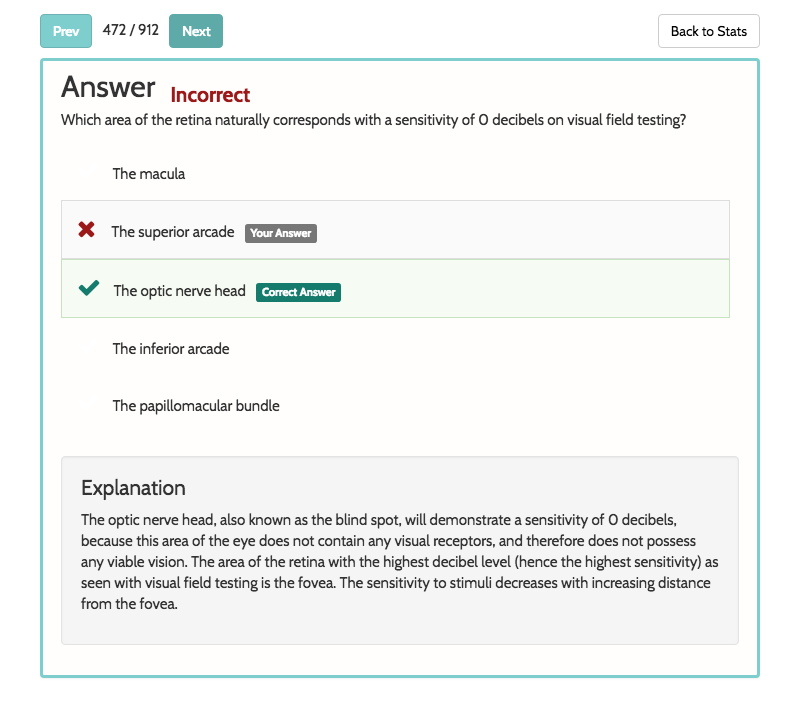 Prev 472 / 912 Next Back to Stats
Answer Incorrect
Which area of the retina naturally corresponds with a sensitivity of 0 decibels on visual field testing?
The macula
The superior arcade Your Answer
The optic nerve head Correct Answer
The inferior arcade
The papillomacular bundle
Explanation
The optic nerve head, also known as the blind spot, will demonstrate a sensitivity of 0 decibels,
because this area of the eye does not contain any visual receptors, and therefore does not possess
any viable vision. The area of the retina with the highest decibel level (hence the highest sensitivity) as
seen with visual field testing is the fovea. The sensitivity to stimuli decreases with increasing distance
from the fovea.